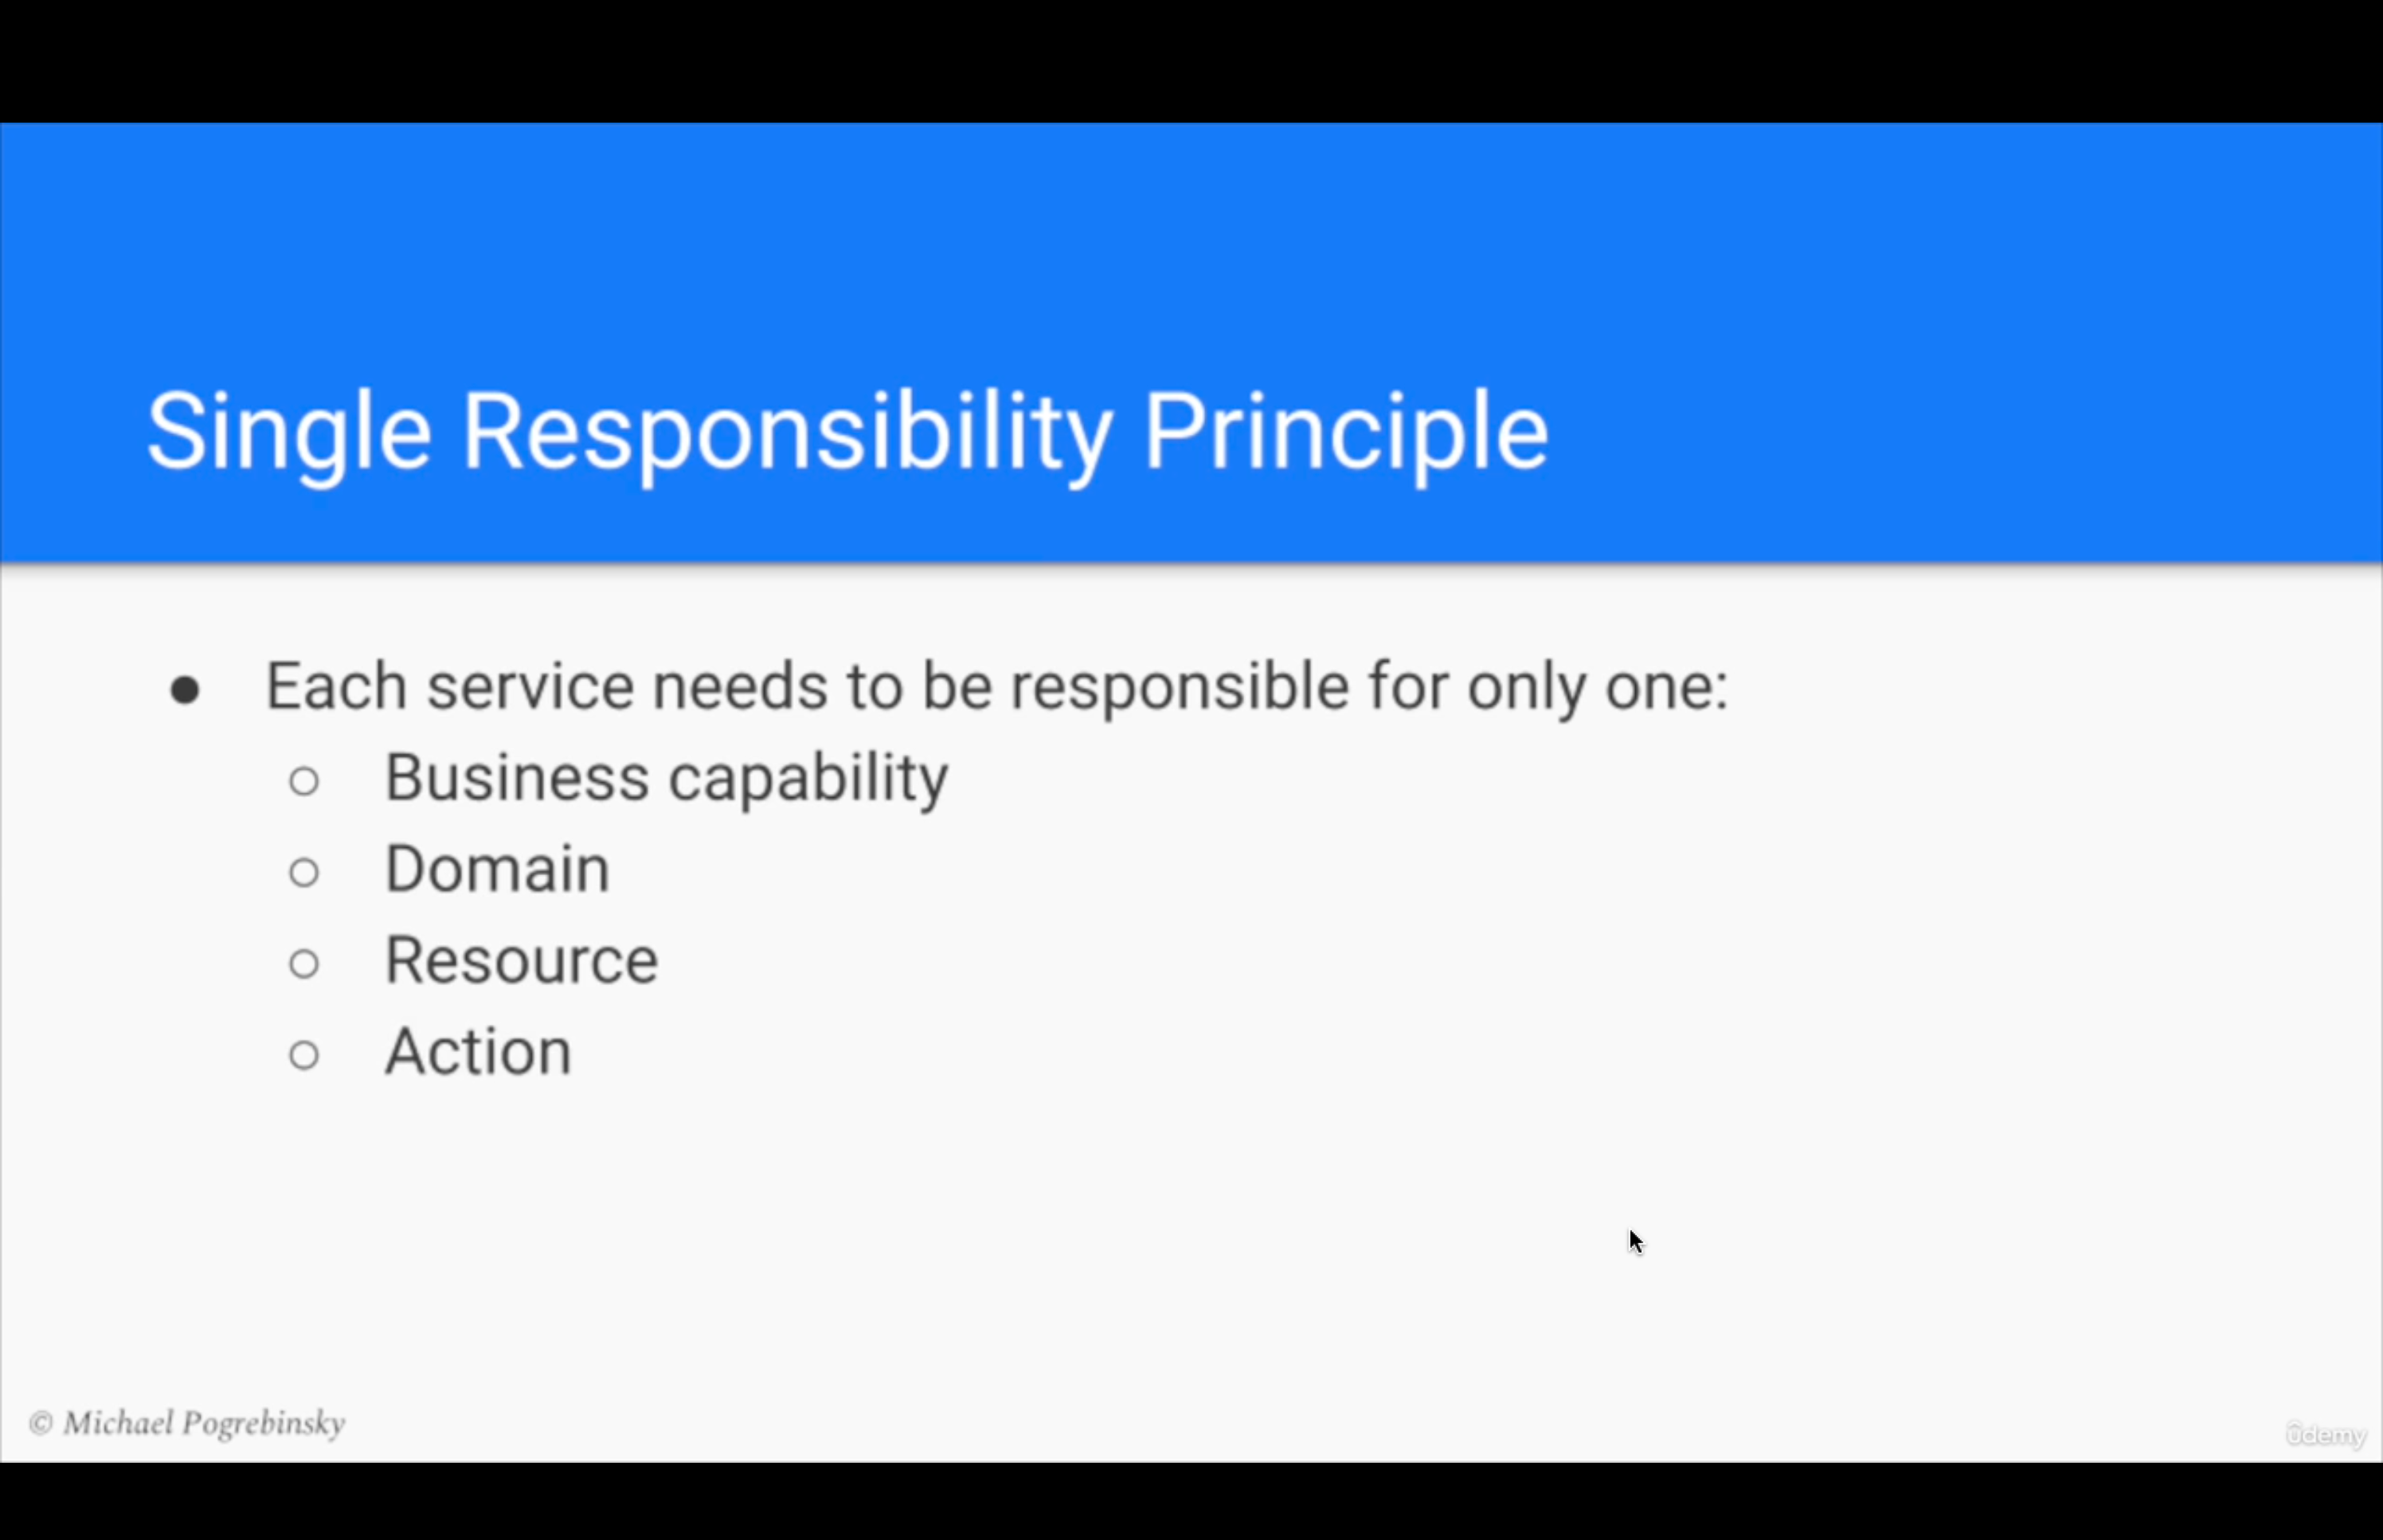 Single Responsibility Principle
● Each service needs to be responsible for only one:
○ Business capability
○ Domain
○ Resource
○ Action
© Michael Pogrebinsky
ûdemy